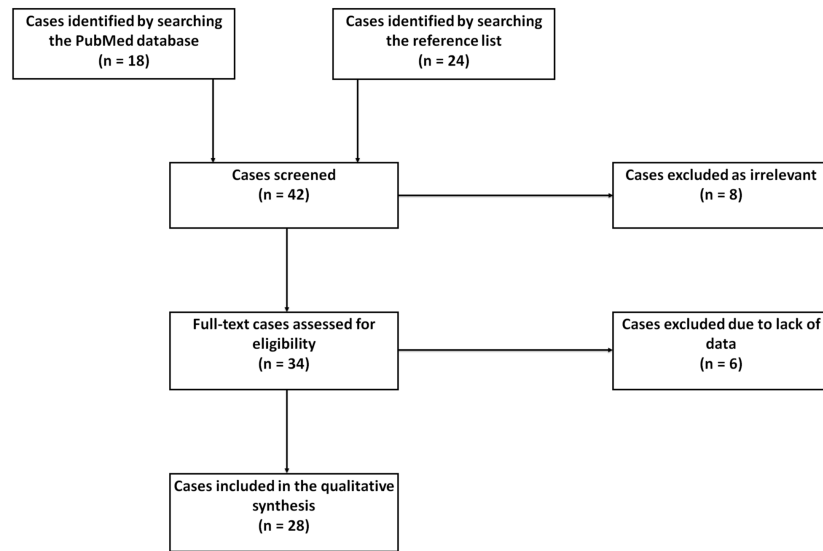 Cases identified by searching
the PubMed database
(n = 18)
Cases identified by searching
the reference list
(n = 24)
Cases screened
(n = 42)
Cases excluded as irrelevant
(n = 8)
Full-text cases assessed for
eligibility
(n = 34)
Cases excluded due to lack of
data
(n = 6)
Cases included in the qualitative
synthesis
(n = 28)